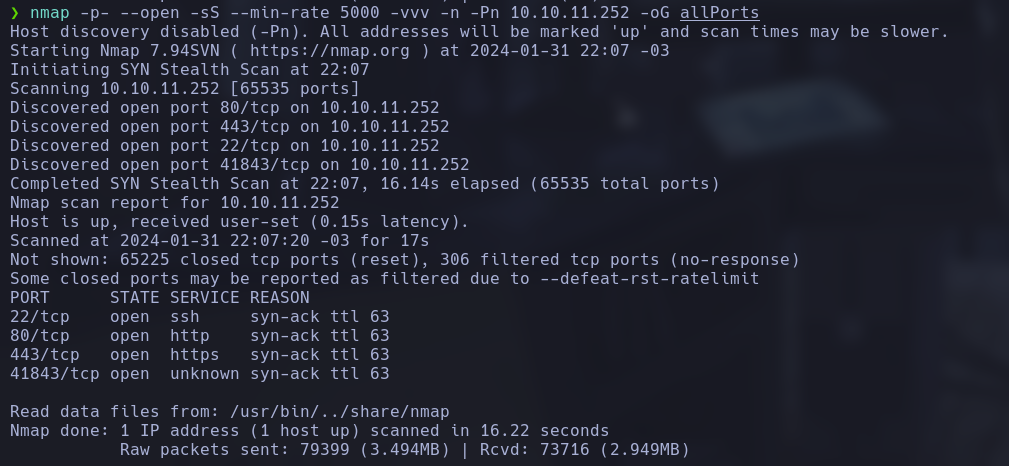 ❯ nmap -p- --open -sS --min-rate 5000 -vvv -n -Pn 10.10.11.252 -oG allPorts
Host discovery disabled (-Pn). All addresses will be marked 'up' and scan times may be slower.
Starting Nmap 7.94SVN ( https://nmap.org ) at 2024-01-31 22:07 -03
Initiating SYN Stealth Scan at 22:07
Scanning 10.10.11.252 [65535 ports]
Discovered open port 80/tcp on 10.10.11.252
Discovered open port 443/tcp on 10.10.11.252
Discovered open port 22/tcp on 10.10.11.252
Discovered open port 41843/tcp on 10.10.11.252
Completed SYN Stealth Scan at 22:07, 16.14s elapsed (65535 total ports)
Nmap scan report for 10.10.11.252
Host is up, received user-set (0.15s latency).
Scanned at 2024-01-31 22:07:20 -03 for 17s
Not shown: 65225 closed tcp ports (reset), 306 filtered tcp ports (no-response)
Some closed ports may be reported as filtered due to --defeat-rst-ratelimit
PORT      STATE SERVICE REASON
22/tcp    open  ssh     syn-ack ttl 63
80/tcp    open  http    syn-ack ttl 63
443/tcp   open  https   syn-ack ttl 63
41843/tcp open  unknown syn-ack ttl 63

Read data files from: /usr/bin/../share/nmap
Nmap done: 1 IP address (1 host up) scanned in 16.22 seconds
           Raw packets sent: 79399 (3.494MB) | Rcvd: 73716 (2.949MB)